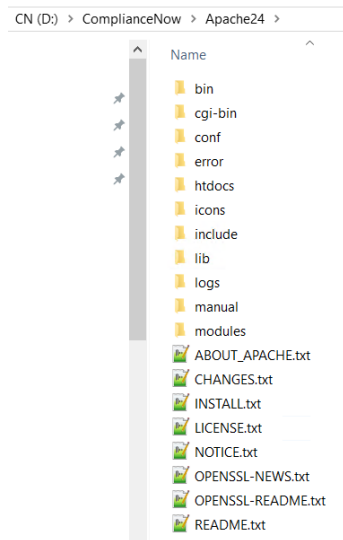 CN (D:) > ComplianceNow > Apache24 >
Name
bin
cgi-bin
conf
error
htdocs
icons
include
lib
logs
manual
modules
ABOUT_APACHE.txt
CHANGES.txt
INSTALL.txt
LICENSE.txt
NOTICE.txt
OPENSSL-NEWS.txt
OPENSSL-README.txt
README.txt